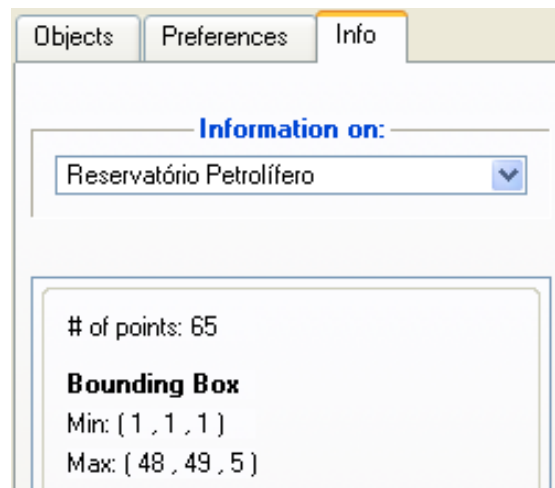 Objects Preferences Info
Information on:
Reservatório Petrolífero
# of points: 65
Bounding Box
Min: ( 1 , 1 , 1 )
Max: ( 48 , 49 , 5 )